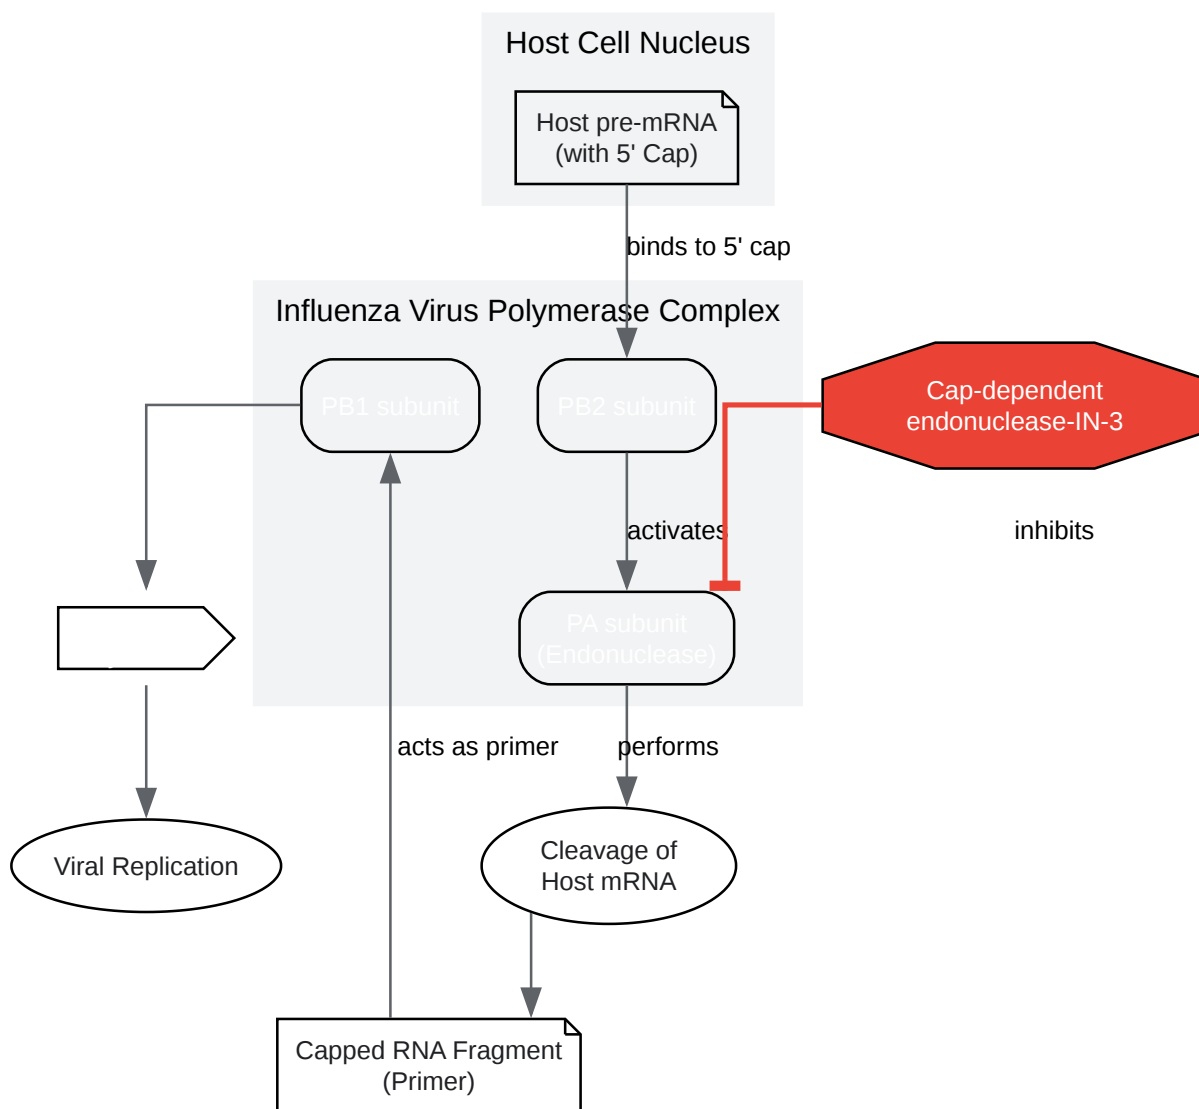 Host Cell Nucleus
Host pre-mRNA
(with 5' Cap)
binds to 5' cap
Influenza Virus Polymerase Complex
PB1 subunit
PB2 subunit
Cap-dependent
endonuclease-IN-3
activates
inhibits
PA subunit
(Endonuclease)
acts as primer
performs
Viral Replication
Cleavage of
Host mRNA
Capped RNA Fragment
(Primer)